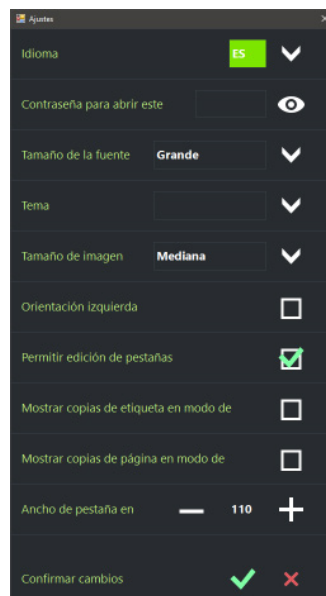 Ajustes
Idioma ES
Contraseña para abrir este
Tamaño de la fuente Grande
Tema
Tamaño de imagen Mediana
Orientación izquierda
Permitir edición de pestañas
Mostrar copias de etiqueta en modo de
Mostrar copias de página en modo de
Ancho de pestaña en 110
Confirmar cambios